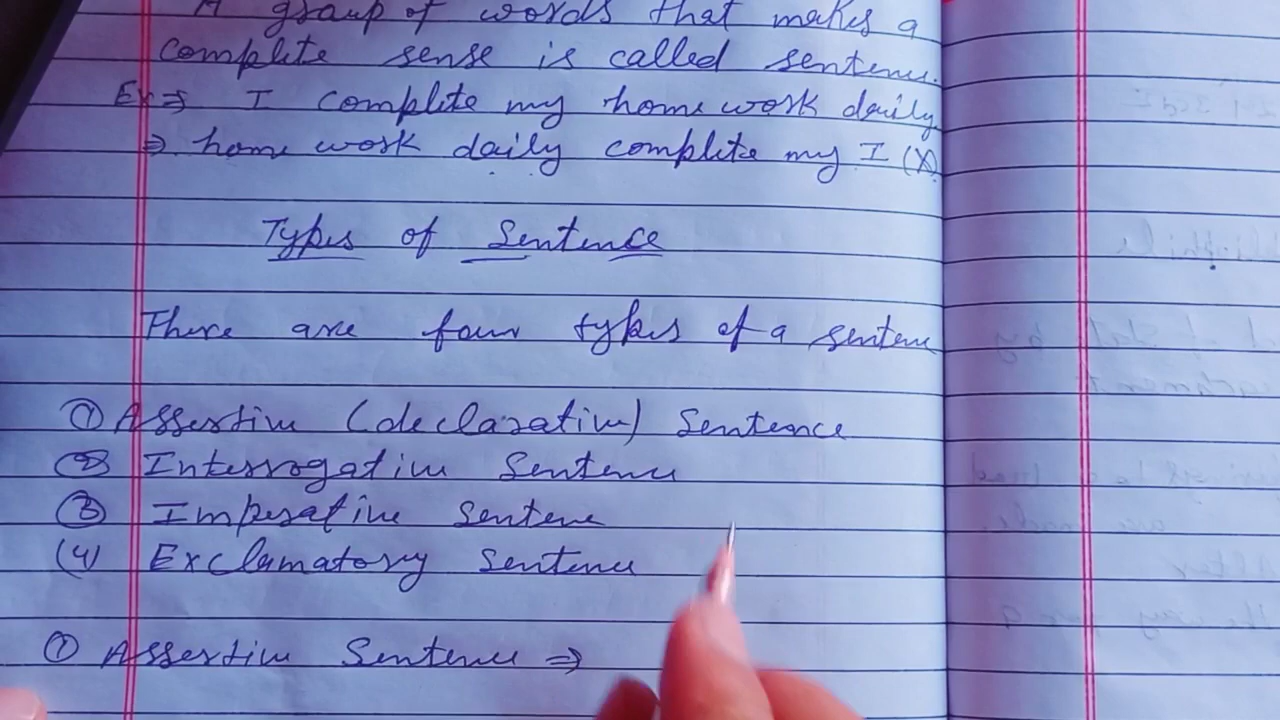 A group of words that makes a
complete sense is called sentence.
Ex ⇒ I complete my home work daily
⇒ home work daily complete my I (X)
Types of Sentence
There are four types of a sentence
① Assertive (declarative) Sentence
② Interrogative Sentence
③ Imperative Sentence
(4) Exclamatory Sentence
① Assertive Sentence ⇒